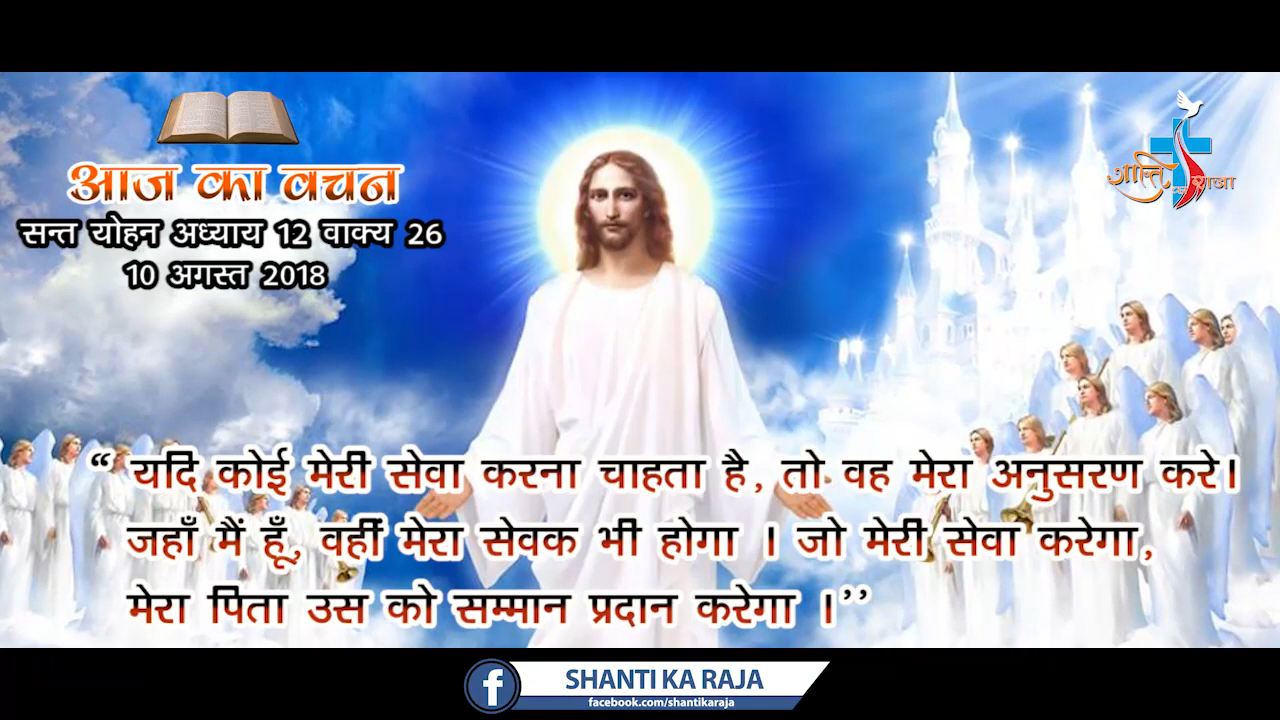 आज का वचन
सन्त योहन अध्याय 12 वाक्य 26
10 अगस्त 2018
शान्ति का राजा
“ यदि कोई मेरी सेवा करना चाहता है, तो वह मेरा अनुसरण करे।
जहाँ मैं हूँ, वहीं मेरा सेवक भी होगा । जो मेरी सेवा करेगा,
मेरा पिता उस को सम्मान प्रदान करेगा ।’’
f SHANTI KA RAJA
facebook.com/shantikaraja